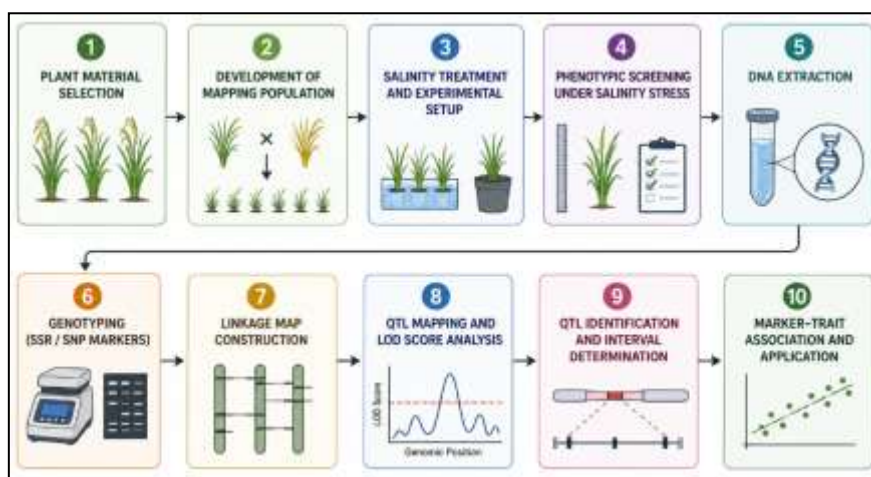 1
PLANT MATERIAL
SELECTION
2
DEVELOPMENT OF
MAPPING POPULATION
×
3
SALINITY TREATMENT
AND EXPERIMENTAL
SETUP
4
PHENOTYPIC SCREENING
UNDER SALINITY STRESS
5
DNA EXTRACTION
6
GENOTYPING
(SSR / SNP MARKERS)
7
LINKAGE MAP
CONSTRUCTION
8
QTL MAPPING AND
LOD SCORE ANALYSIS
LOD Score
Genomic Position
9
QTL IDENTIFICATION
AND INTERVAL
DETERMINATION
10
MARKER–TRAIT
ASSOCIATION AND
APPLICATION